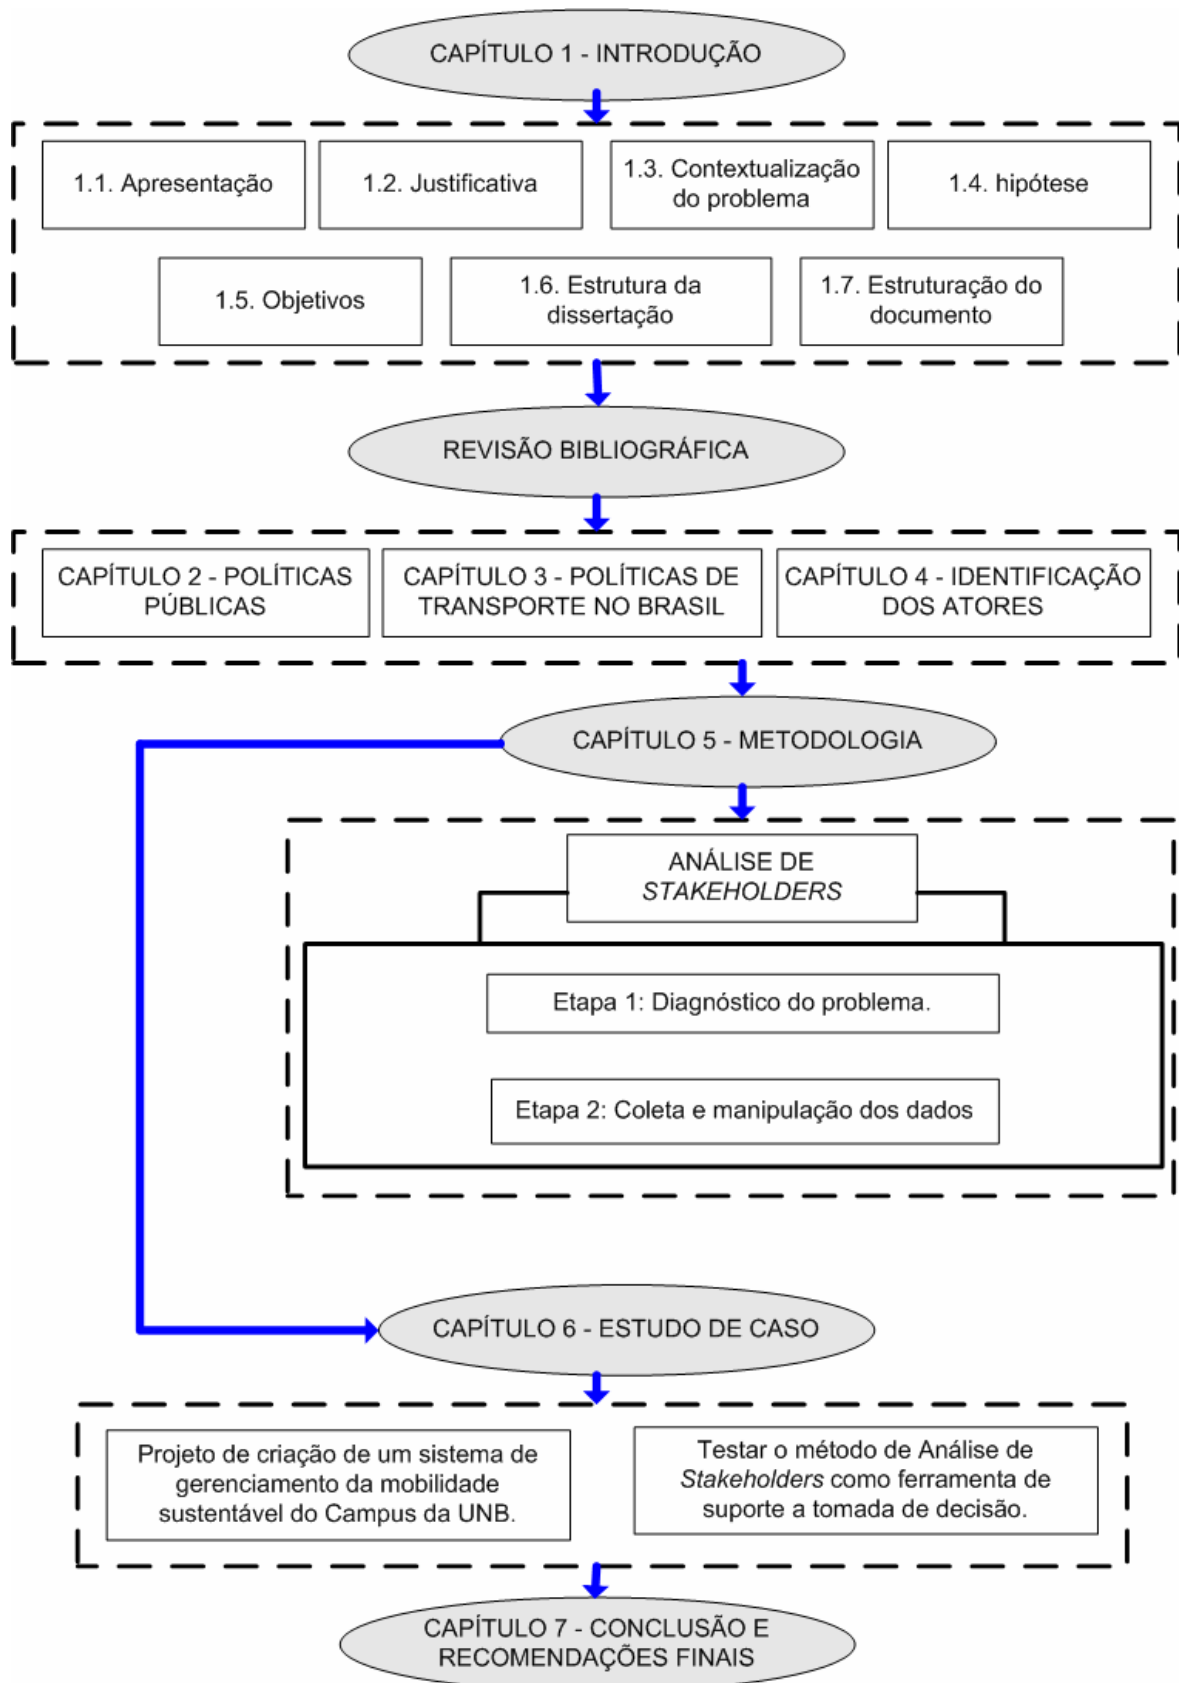 CAPÍTULO 1 - INTRODUÇÃO
1.1. Apresentação
1.2. Justificativa
1.3. Contextualização
do problema
1.4. hipótese
1.5. Objetivos
1.6. Estrutura da
dissertação
1.7. Estruturação do
documento
REVISÃO BIBLIOGRÁFICA
CAPÍTULO 2 - POLÍTICAS
PÚBLICAS
CAPÍTULO 3 - POLÍTICAS DE
TRANSPORTE NO BRASIL
CAPÍTULO 4 - IDENTIFICAÇÃO
DOS ATORES
CAPÍTULO 5 - METODOLOGIA
ANÁLISE DE
STAKEHOLDERS
Etapa 1: Diagnóstico do problema.
Etapa 2: Coleta e manipulação dos dados
CAPÍTULO 6 - ESTUDO DE CASO
Projeto de criação de um sistema de
gerenciamento da mobilidade
sustentável do Campus da UNB.
Testar o método de Análise de
Stakeholders como ferramenta de
suporte a tomada de decisão.
CAPÍTULO 7 - CONCLUSÃO E
RECOMENDAÇÕES FINAIS